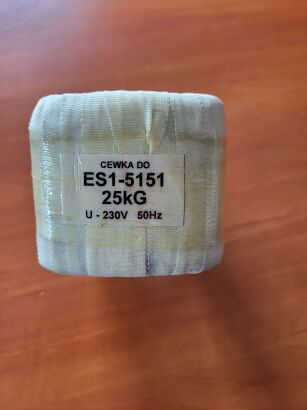 CEWKA DO
ES1-5151
25kG
U - 230V 50Hz